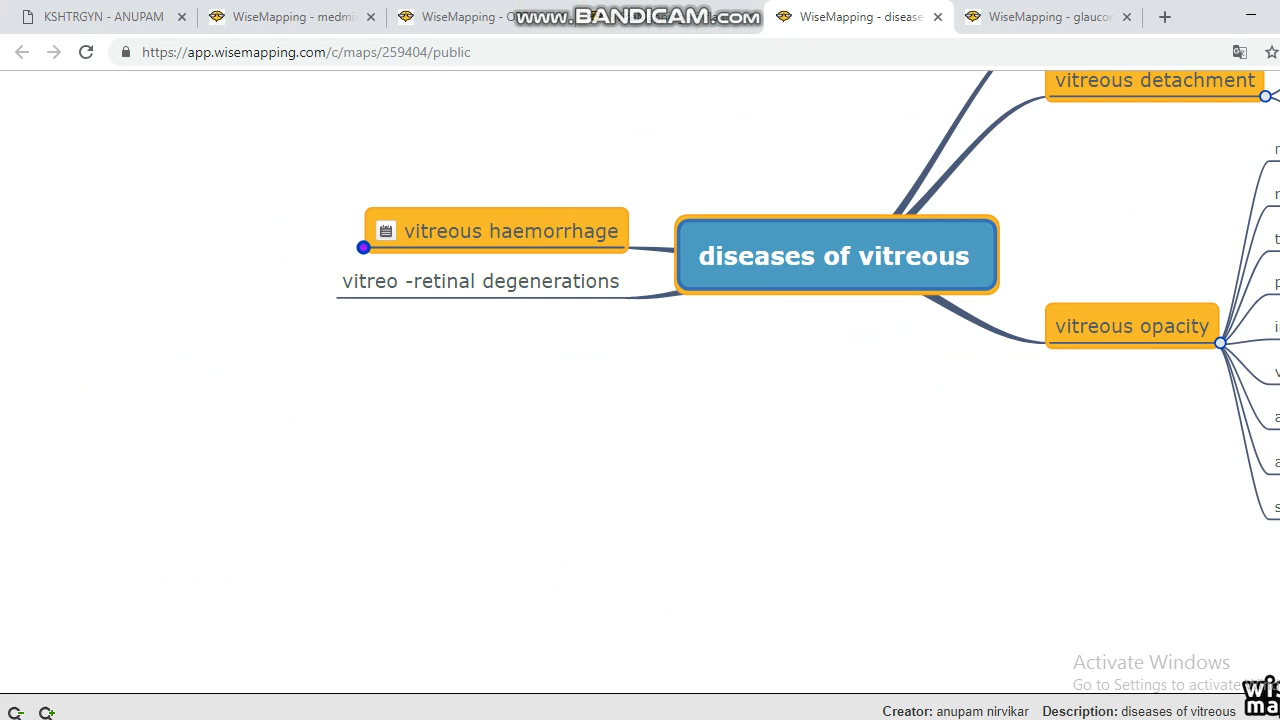 KSHTRGYN - ANUPAM
WiseMapping - medmin
WiseMapping - O
www.BANDICAM.com
WiseMapping - disease
WiseMapping - glauco
https://app.wisemapping.com/c/maps/259404/public
vitreous detachment
vitreous haemorrhage
diseases of vitreous
vitreo -retinal degenerations
vitreous opacity
Activate Windows
Go to Settings to activate
Creator: anupam nirvikar Description: diseases of vitreous